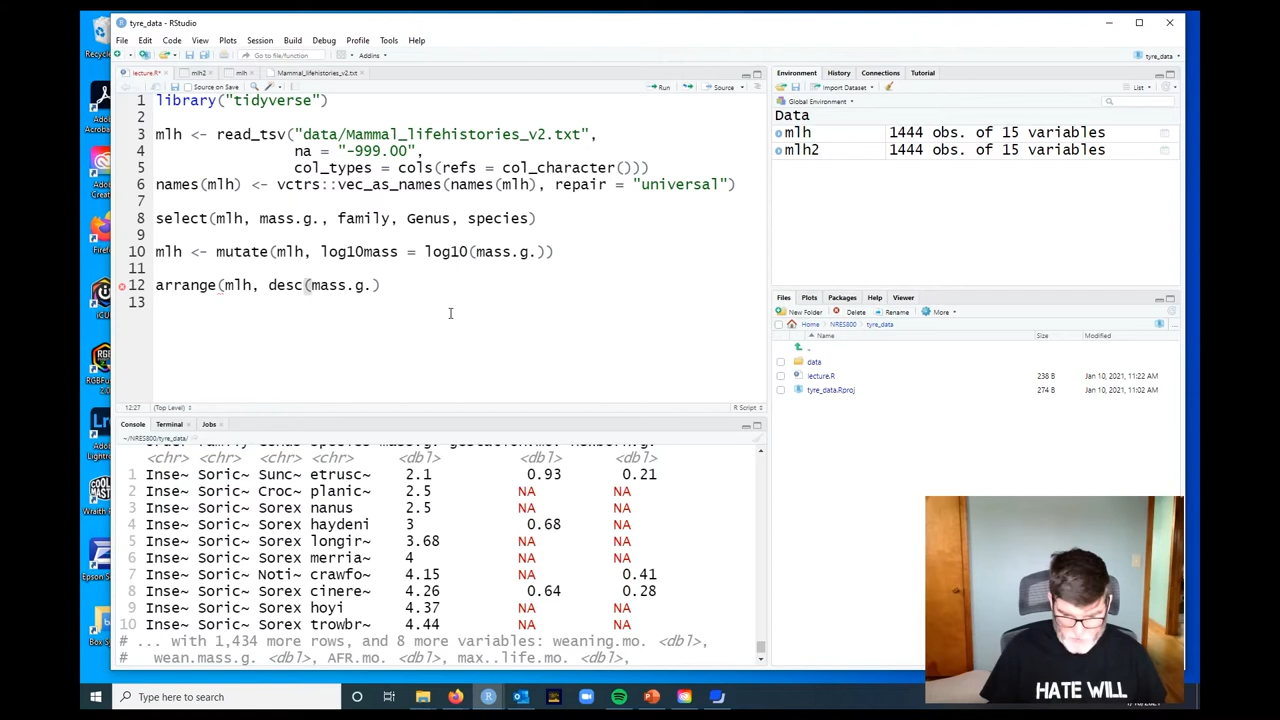 tyre_data - RStudio
File Edit Code View Plots Session Build Debug Profile Tools Help
Go to file/function Addins tyre_data
lecture.R* mlh2 mlh Mammal_lifehistories_v2.txt
Source on Save Run Source
1 library("tidyverse")
2
3 mlh <- read_tsv("data/Mammal_lifehistories_v2.txt",
4 na = "-999.00",
5 col_types = cols(refs = col_character()))
6 names(mlh) <- vctrs::vec_as_names(names(mlh), repair = "universal")
7
8 select(mlh, mass.g., family, Genus, species)
9
10 mlh <- mutate(mlh, log10mass = log10(mass.g.))
11
12 arrange(mlh, desc(mass.g.)
13
12:27 (Top Level) R Script
Console Terminal Jobs
~/NRES800/tyre_data/
<chr> <chr> <chr> <chr> <dbl> <dbl> <dbl>
1 Inse~ Soric~ Sunc~ etrusc~ 2.1 0.93 0.21
2 Inse~ Soric~ Croc~ planic~ 2.5 NA NA
3 Inse~ Soric~ Sorex nanus 2.5 NA NA
4 Inse~ Soric~ Sorex haydeni 3 0.68 NA
5 Inse~ Soric~ Sorex longir~ 3.68 NA NA
6 Inse~ Soric~ Sorex merria~ 4 NA NA
7 Inse~ Soric~ Noti~ crawfo~ 4.15 NA 0.41
8 Inse~ Soric~ Sorex cinere~ 4.26 0.64 0.28
9 Inse~ Soric~ Sorex hoyi 4.37 NA NA
10 Inse~ Soric~ Sorex trowbr~ 4.44 NA NA
# ... with 1,434 more rows, and 8 more variables: weaning.mo. <dbl>,
# wean.mass.g. <dbl>, AFR.mo. <dbl>, max..life.mo. <dbl>,
Environment History Connections Tutorial
Import Dataset List
Global Environment
Data
mlh 1444 obs. of 15 variables
mlh2 1444 obs. of 15 variables
Files Plots Packages Help Viewer
New Folder Delete Rename More
Home NRES800 tyre_data
Name Size Modified
..
data
lecture.R 238 B Jan 10, 2021, 11:22 AM
tyre_data.Rproj 274 B Jan 10, 2021, 11:02 AM
HATE WILL
Type here to search